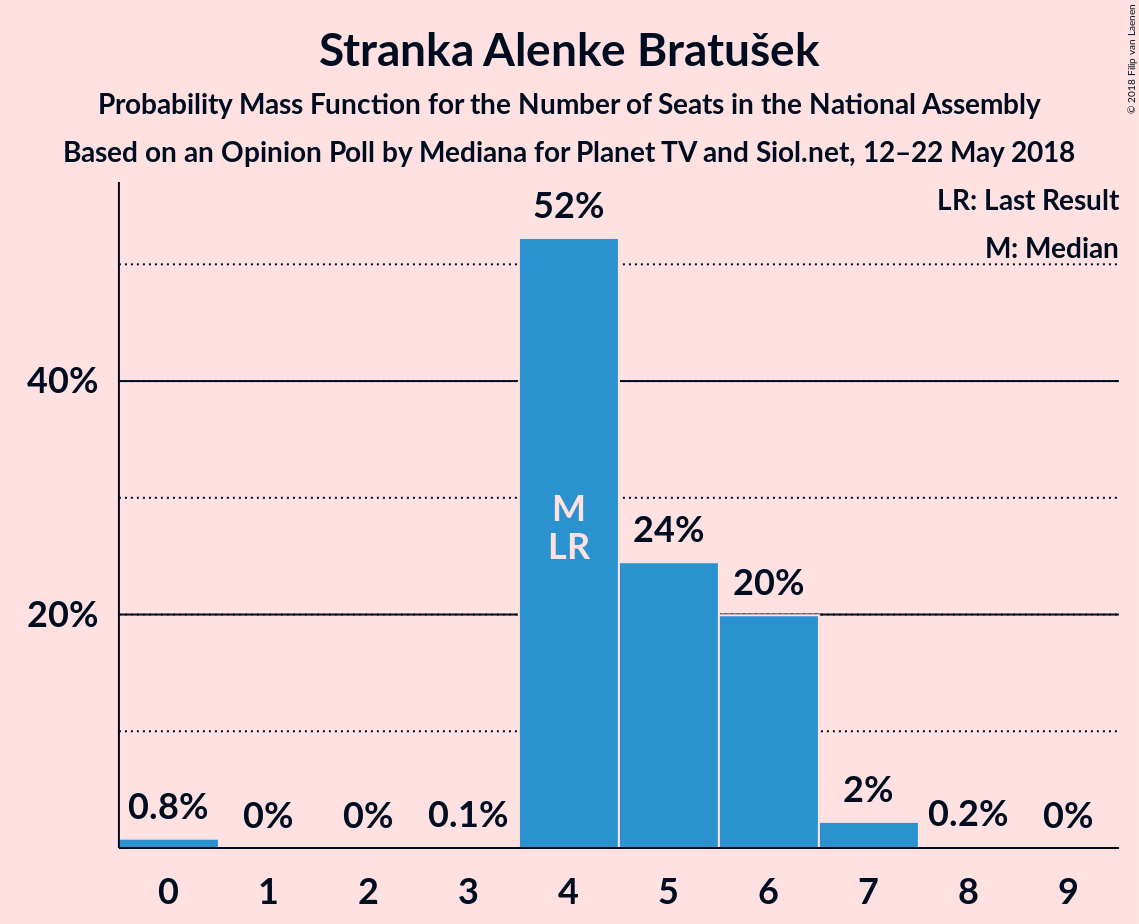 Stranka Alenke Bratušek
Probability Mass Function for the Number of Seats in the National Assembly
Based on an Opinion Poll by Mediana for Planet TV and Siol.net, 12–22 May 2018
© 2018 Filip van Laenen
LR: Last Result
M: Median
52%
40%
M
LR
24%
20%
20%
0.8%
0%
0%
0.1%
2%
0.2%
0%
0 1 2 3 4 5 6 7 8 9